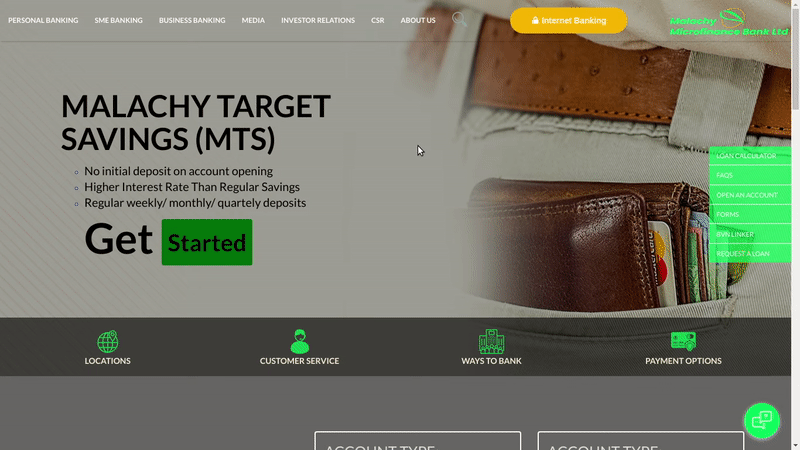 PERSONAL BANKING
SME BANKING
BUSINESS BANKING
MEDIA
INVESTOR RELATIONS
CSR
ABOUT US
Internet Banking
Malachy
Microfinance Bank Ltd
MALACHY TARGET
SAVINGS (MTS)
No initial deposit on account opening
Higher Interest Rate Than Regular Savings
Regular weekly/ monthly/ quartely deposits
Get Started
LOAN CALCULATOR
FAQS
OPEN AN ACCOUNT
FORMS
BVN LINKER
REQUEST A LOAN
LOCATIONS
CUSTOMER SERVICE
WAYS TO BANK
PAYMENT OPTIONS
ACCOUNT TYPE
ACCOUNT TYPE